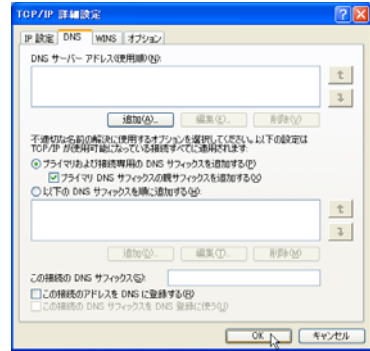 TCP/IP 詳細設定
IP 設定 DNS WINS オプション
DNS サーバー アドレス(使用順)(N):
追加(A)... 編集(E)... 削除(V)
不適切な名前の解決に使用するオプションを選択してください。以下の設定は
TCP/IP が使用可能になっている接続すべてに適用されます:
プライマリおよび接続専用の DNS サフィックスを追加する(P)
プライマリ DNS サフィックスの親サフィックスを追加する(X)
以下の DNS サフィックスを順に追加する(H):
追加(D)... 編集(T)... 削除(M)
この接続の DNS サフィックス(S):
この接続のアドレスを DNS に登録する(R)
この接続の DNS サフィックスを DNS 登録に使う(U)
OK キャンセル